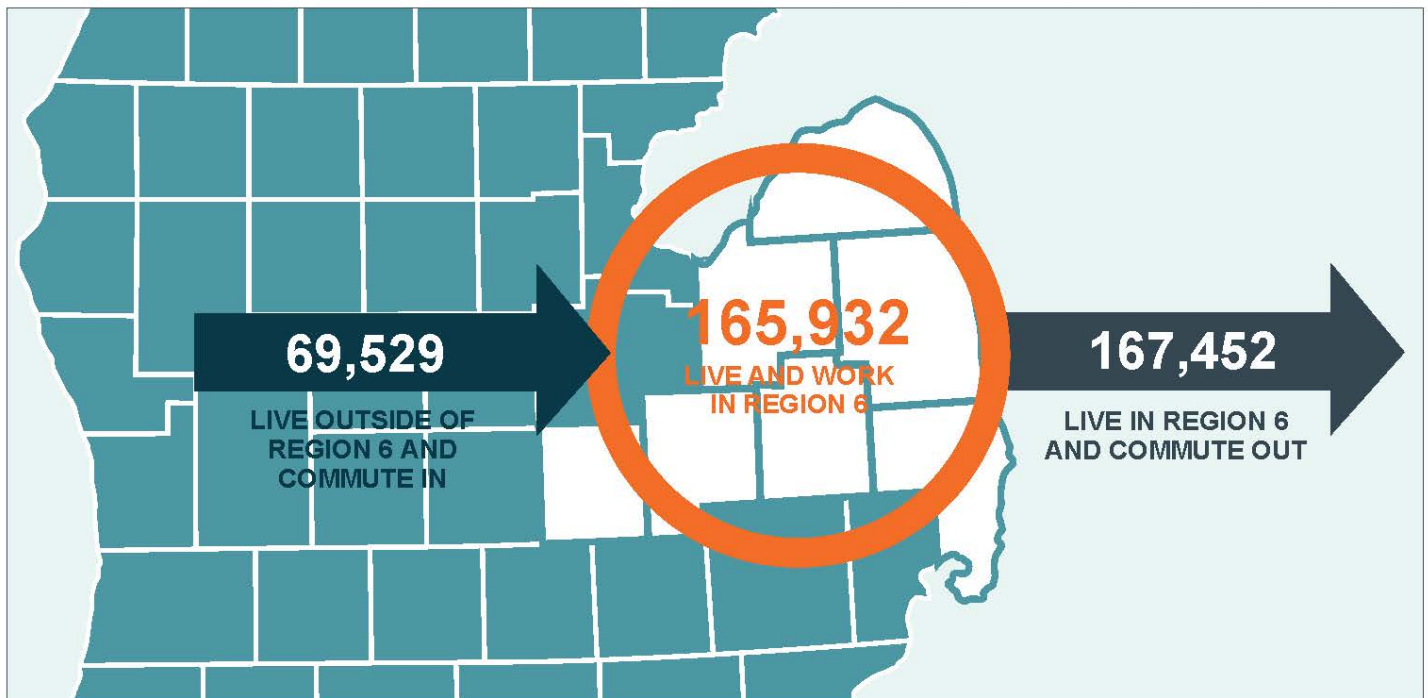 69,529
LIVE OUTSIDE OF
REGION 6 AND
COMMUTE IN
165,932
LIVE AND WORK
IN REGION 6
167,452
LIVE IN REGION 6
AND COMMUTE OUT